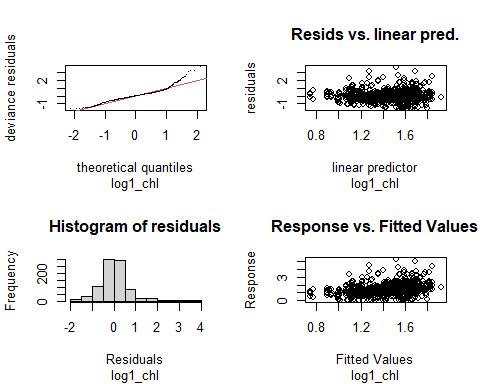 deviance residuals
2
-1
-2
-1
0
1
2
theoretical quantiles
log1_chl
Resids vs. linear pred.
residuals
2
-1
0.8
1.2
1.6
linear predictor
log1_chl
Histogram of residuals
Frequency
200
0
-2
0
1
2
3
4
Residuals
log1_chl
Response vs. Fitted Values
Response
3
0
0.8
1.2
1.6
Fitted Values
log1_chl